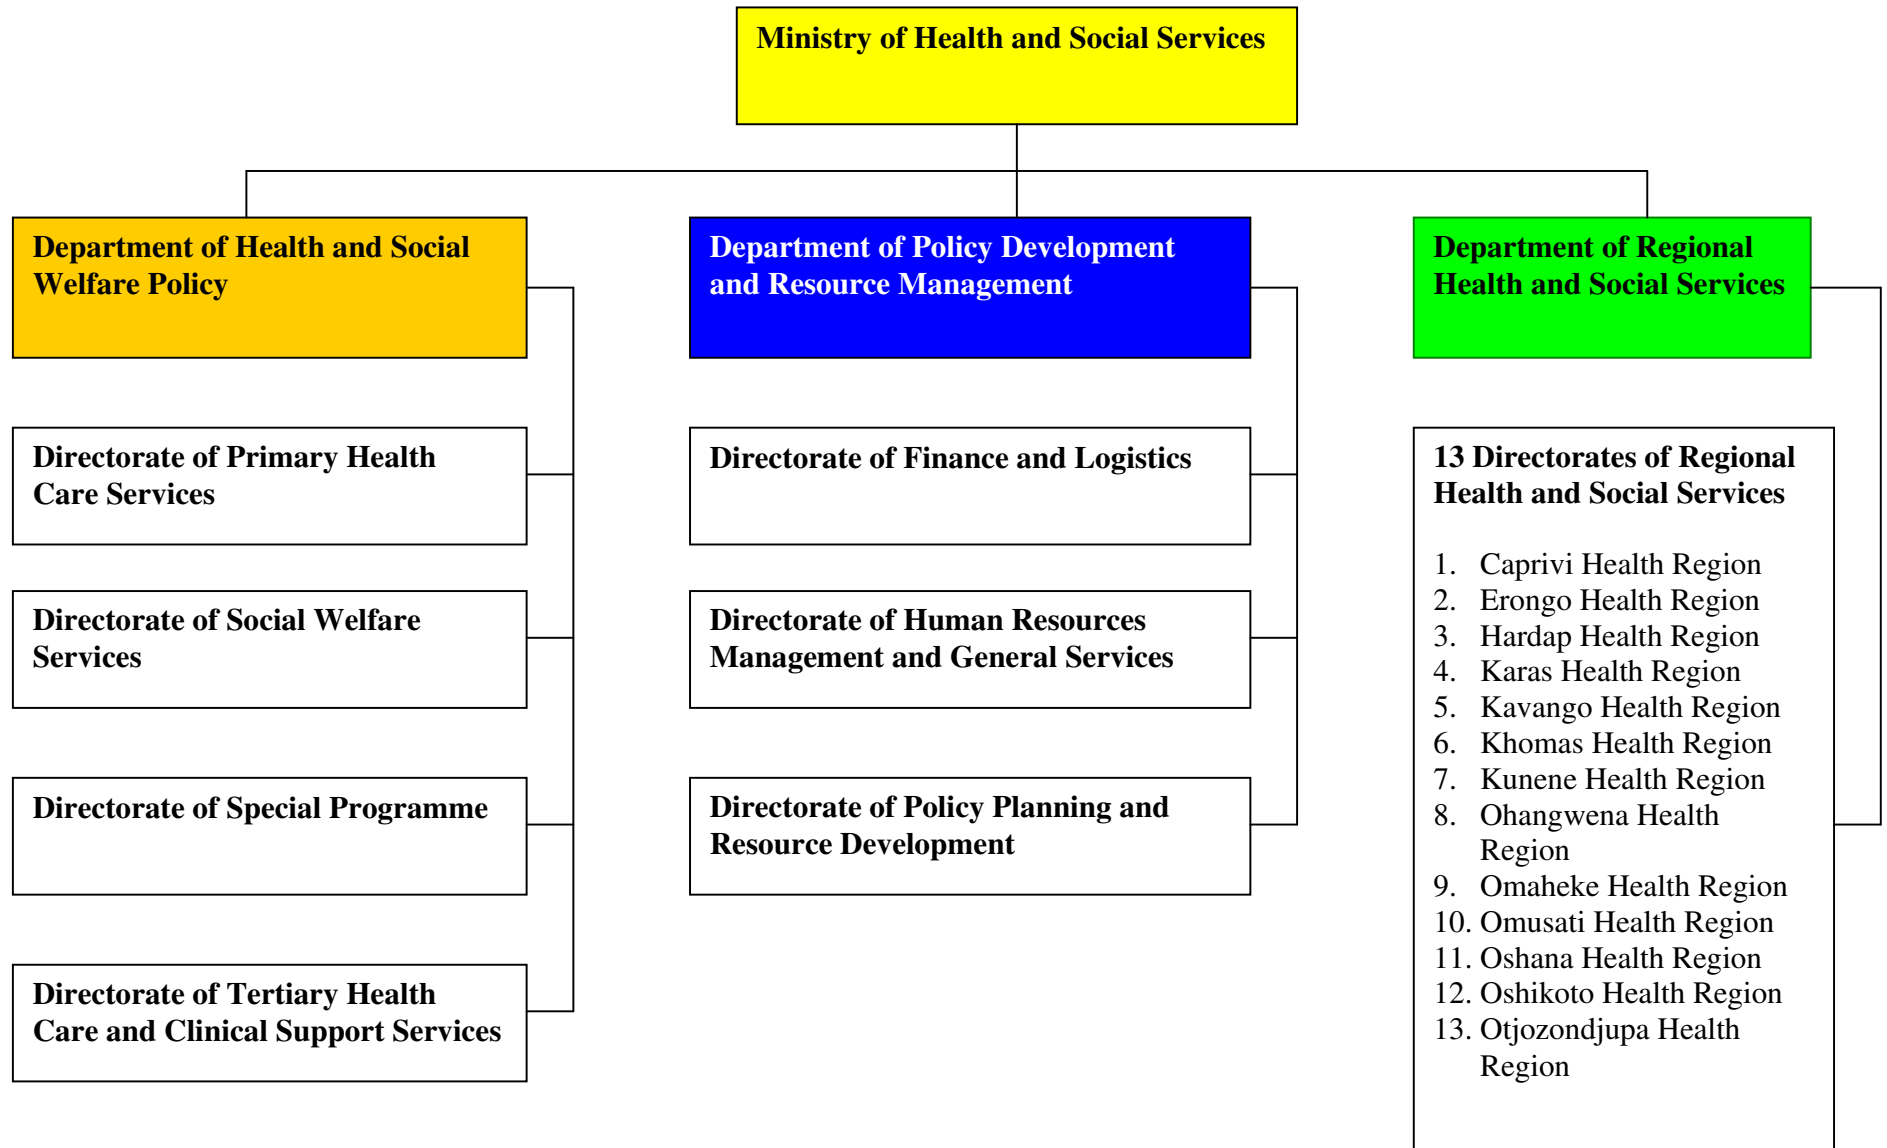 Ministry of Health and Social Services
Department of Health and Social
Welfare Policy
Department of Policy Development
and Resource Management
Department of Regional
Health and Social Services
Directorate of Primary Health
Care Services
Directorate of Social Welfare
Services
Directorate of Special Programme
Directorate of Tertiary Health
Care and Clinical Support Services
Directorate of Finance and Logistics
Directorate of Human Resources
Management and General Services
Directorate of Policy Planning and
Resource Development
13 Directorates of Regional
Health and Social Services
1. Caprivi Health Region
2. Erongo Health Region
3. Hardap Health Region
4. Karas Health Region
5. Kavango Health Region
6. Khomas Health Region
7. Kunene Health Region
8. Ohangwena Health
Region
9. Omaheke Health Region
10. Omusati Health Region
11. Oshana Health Region
12. Oshikoto Health Region
13. Otjozondjupa Health
Region